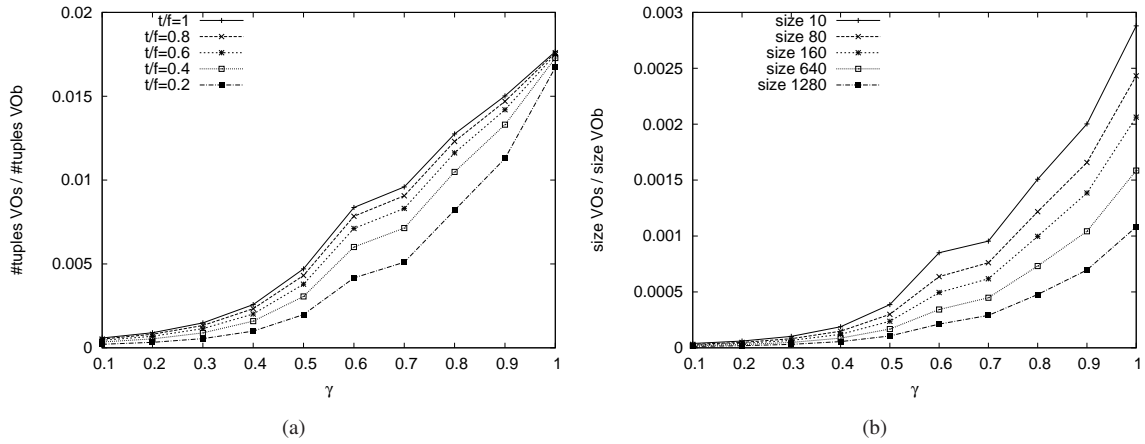 0.02
0.015
0.01
0.005
0
#tuples VOs / #tuples VOb
t/f=1
t/f=0.8
t/f=0.6
t/f=0.4
t/f=0.2
0.1 0.2 0.3 0.4 0.5 0.6 0.7 0.8 0.9 1
γ
(a)
0.003
0.0025
0.002
0.0015
0.001
0.0005
0
size VOs / size VOb
size 10
size 80
size 160
size 640
size 1280
0.1 0.2 0.3 0.4 0.5 0.6 0.7 0.8 0.9 1
γ
(b)